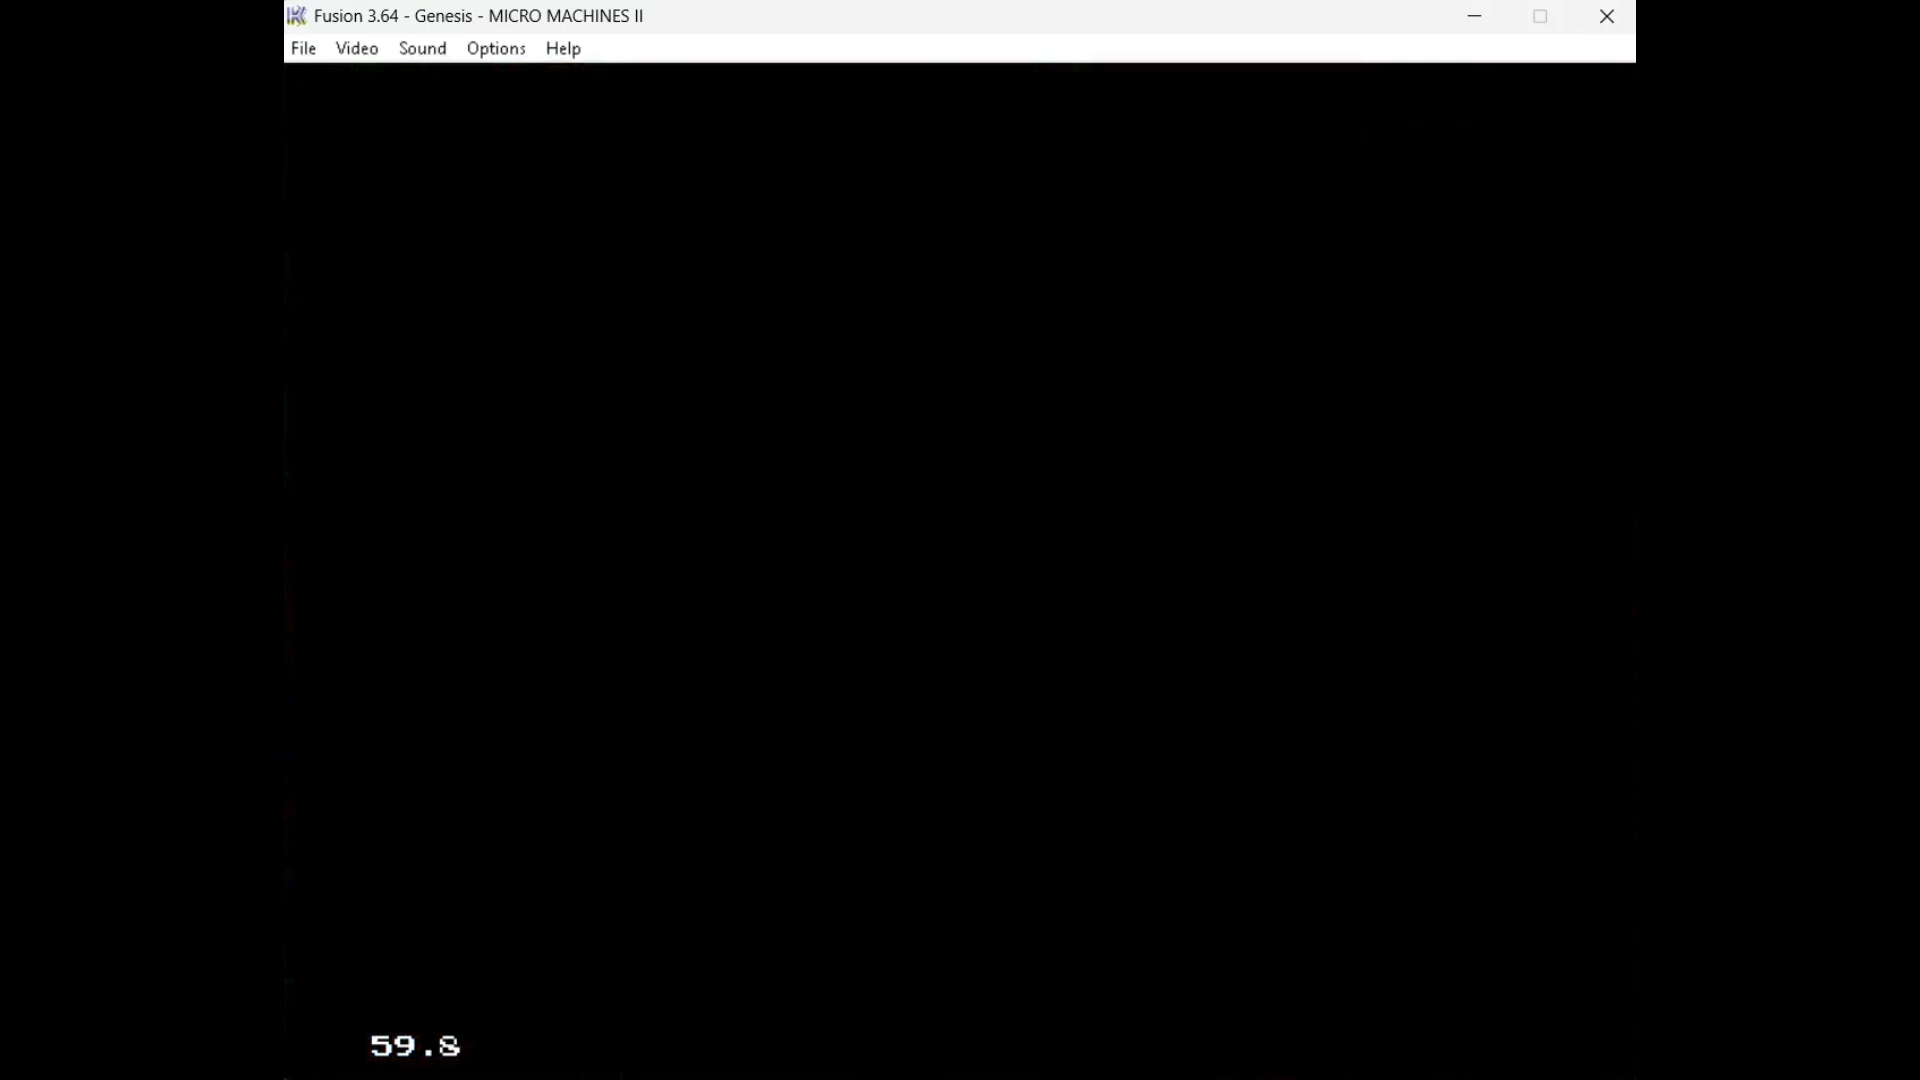 Fusion 3.64 - Genesis - MICRO MACHINES II
File Video Sound Options Help
59.8